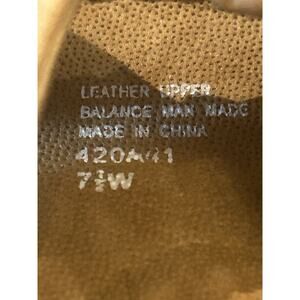 LEATHER UPPER
BALANCE MAN MADE
MADE IN CHINA
420A41
7½W